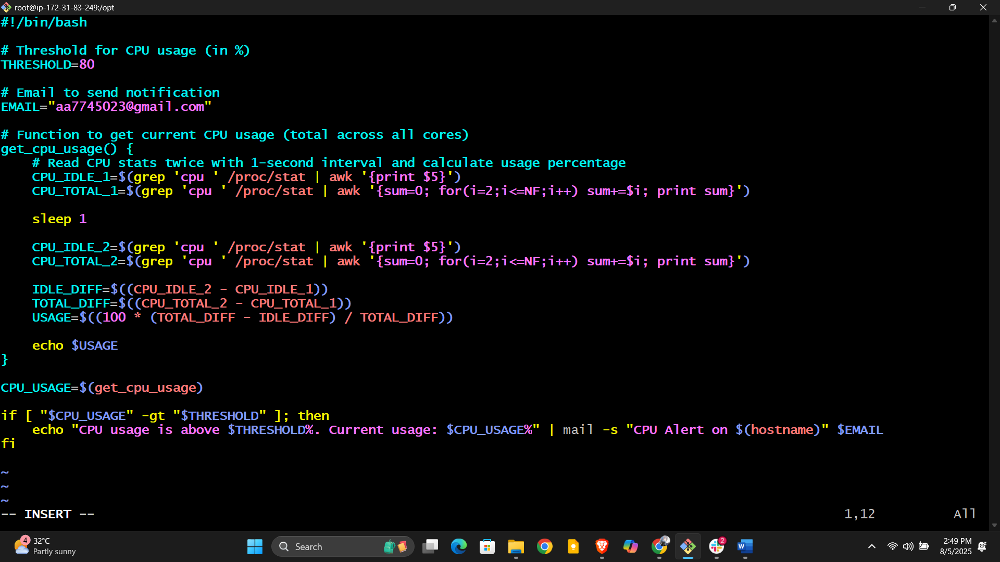 root@ip-172-31-83-249:/opt
#!/bin/bash
# Threshold for CPU usage (in %)
THRESHOLD=80
# Email to send notification
EMAIL="aa7745023@gmail.com"
# Function to get current CPU usage (total across all cores)
get_cpu_usage() {
    # Read CPU stats twice with 1-second interval and calculate usage percentage
    CPU_IDLE_1=$(grep 'cpu ' /proc/stat | awk '{print $5}')
    CPU_TOTAL_1=$(grep 'cpu ' /proc/stat | awk '{sum=0; for(i=2;i<=NF;i++) sum+=$i; print sum}')
    sleep 1
    CPU_IDLE_2=$(grep 'cpu ' /proc/stat | awk '{print $5}')
    CPU_TOTAL_2=$(grep 'cpu ' /proc/stat | awk '{sum=0; for(i=2;i<=NF;i++) sum+=$i; print sum}')
    IDLE_DIFF=$((CPU_IDLE_2 - CPU_IDLE_1))
    TOTAL_DIFF=$((CPU_TOTAL_2 - CPU_TOTAL_1))
    USAGE=$((100 * (TOTAL_DIFF - IDLE_DIFF) / TOTAL_DIFF))
    echo $USAGE
}
CPU_USAGE=$(get_cpu_usage)
if [ "$CPU_USAGE" -gt "$THRESHOLD" ]; then
    echo "CPU usage is above $THRESHOLD%. Current usage: $CPU_USAGE%" | mail -s "CPU Alert on $(hostname)" $EMAIL
fi
~
~
~
-- INSERT -- 1,12 All
4
32°C
Partly sunny
Search
2
W
2:49 PM
8/5/2025